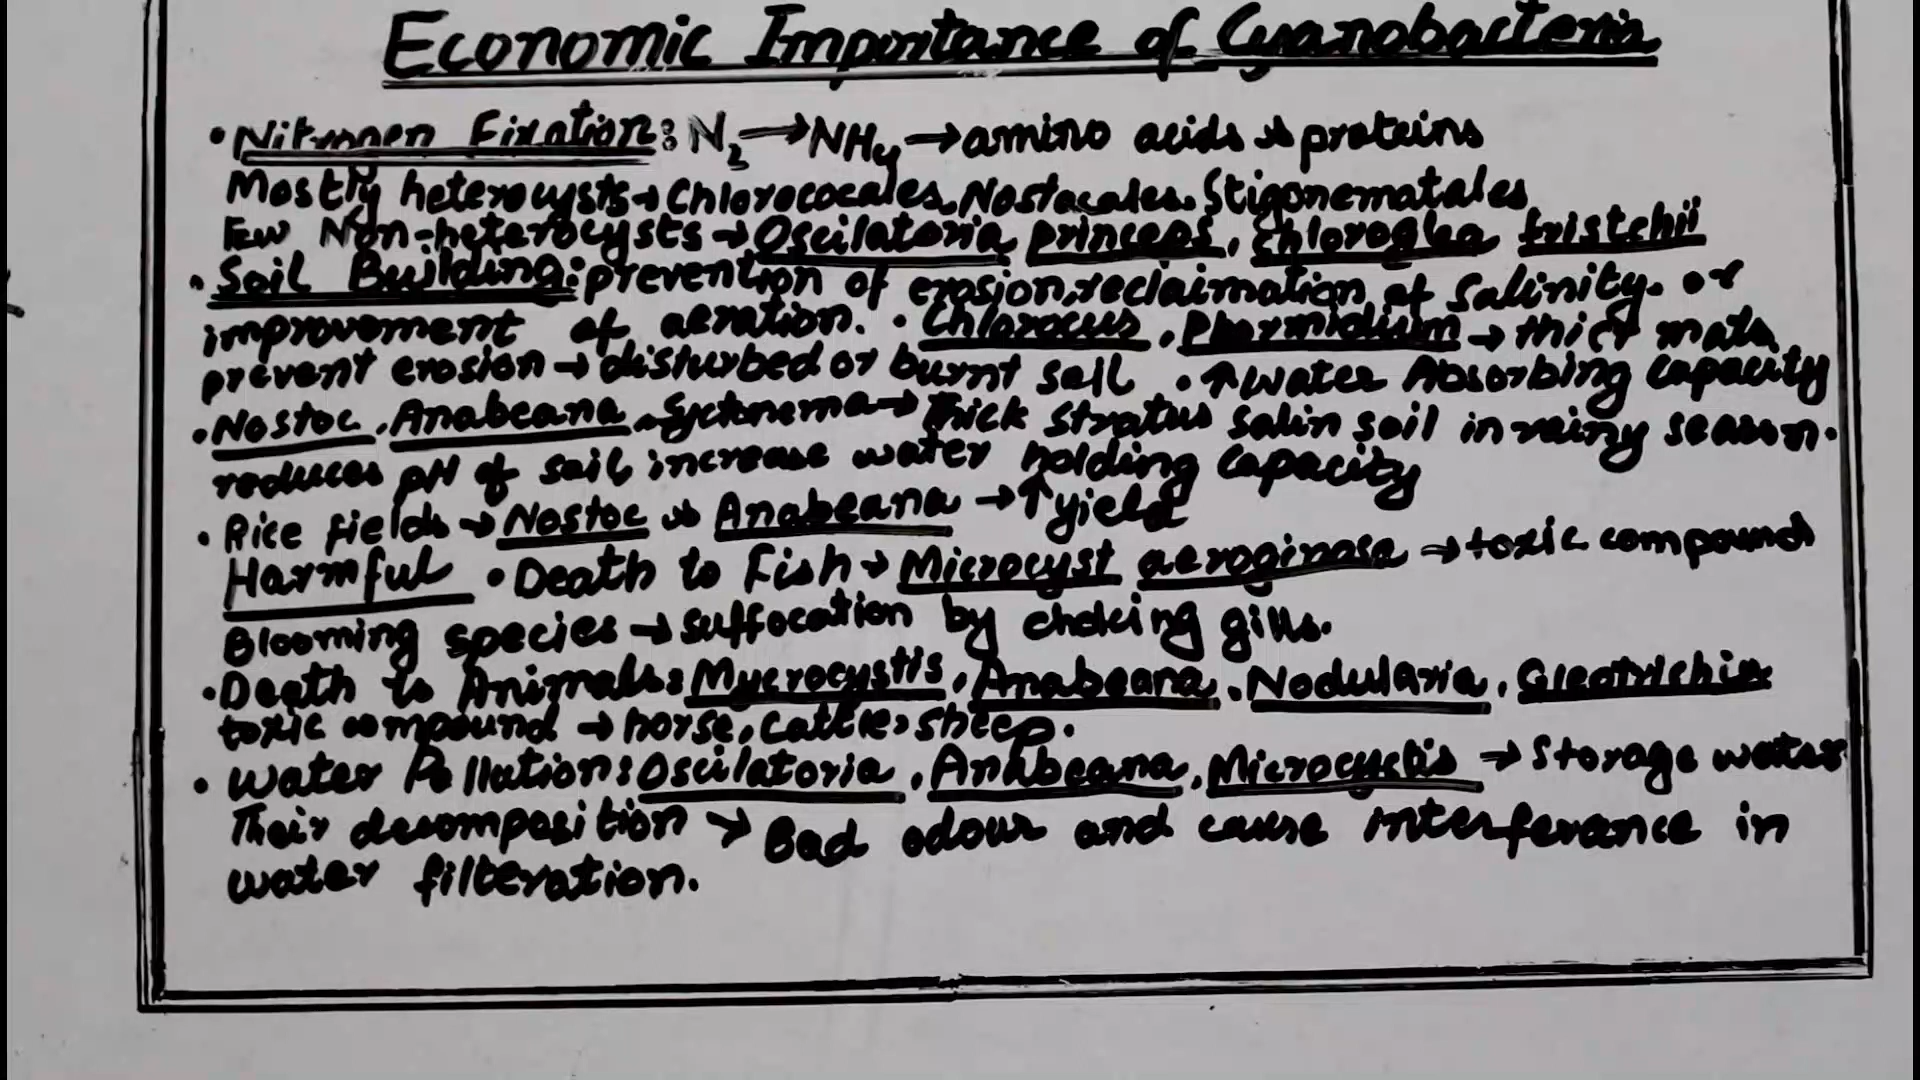 Economic Importance of Cyanobacteria
• Nitrogen Fixation: N₂ → NH₄ → amino acids → proteins
Mostly heterocysts → Chlorococales, Nostacales, Stigonematales
Few Non-heterocysts → Oscilatoria princeps, Chloroglea fristchii
• Soil Building: prevention of erosion, reclaimation of Salinity. or
improvement of aeration. • Chlorocus, Phormidium → thick mats
prevent erosion → disturbed or burnt soil • ↑ water Absorbing capacity
• Nostoc, Anabeana, Syctonema → Thick Stratus Salin soil in rainy season.
reduces pH of soil increase water holding capacity
• Rice fields → Nostoc → Anabeana → ↑ yield
Harmful • Death to Fish → Microcyst aeroginosa → toxic compound
Blooming species → suffocation by choking gills.
• Death to Animals: Mycrocystis, Anabeana, Nodularia, Gleotrichia
toxic compound → horse, cattle, sheep.
• Water Pollution: Oscilatoria, Anabeana, Microcyctis → Storage water
Their decomposition → Bad odour and cause interferance in
water filteration.